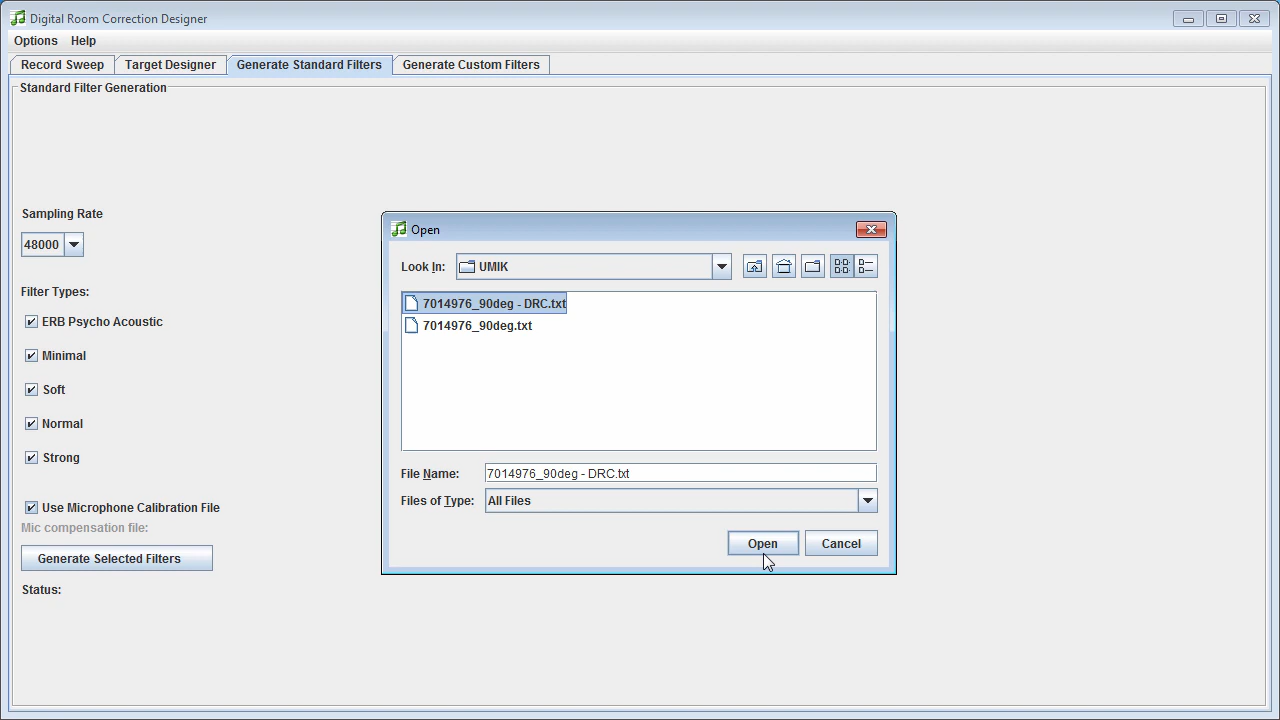 Digital Room Correction Designer
Options Help
Record Sweep Target Designer Generate Standard Filters Generate Custom Filters
Standard Filter Generation
Sampling Rate
48000
Filter Types:
ERB Psycho Acoustic
Minimal
Soft
Normal
Strong
Use Microphone Calibration File
Mic compensation file:
Generate Selected Filters
Status:
Open
Look In: UMIK
7014976_90deg - DRC.txt
7014976_90deg.txt
File Name: 7014976_90deg - DRC.txt
Files of Type: All Files
Open Cancel